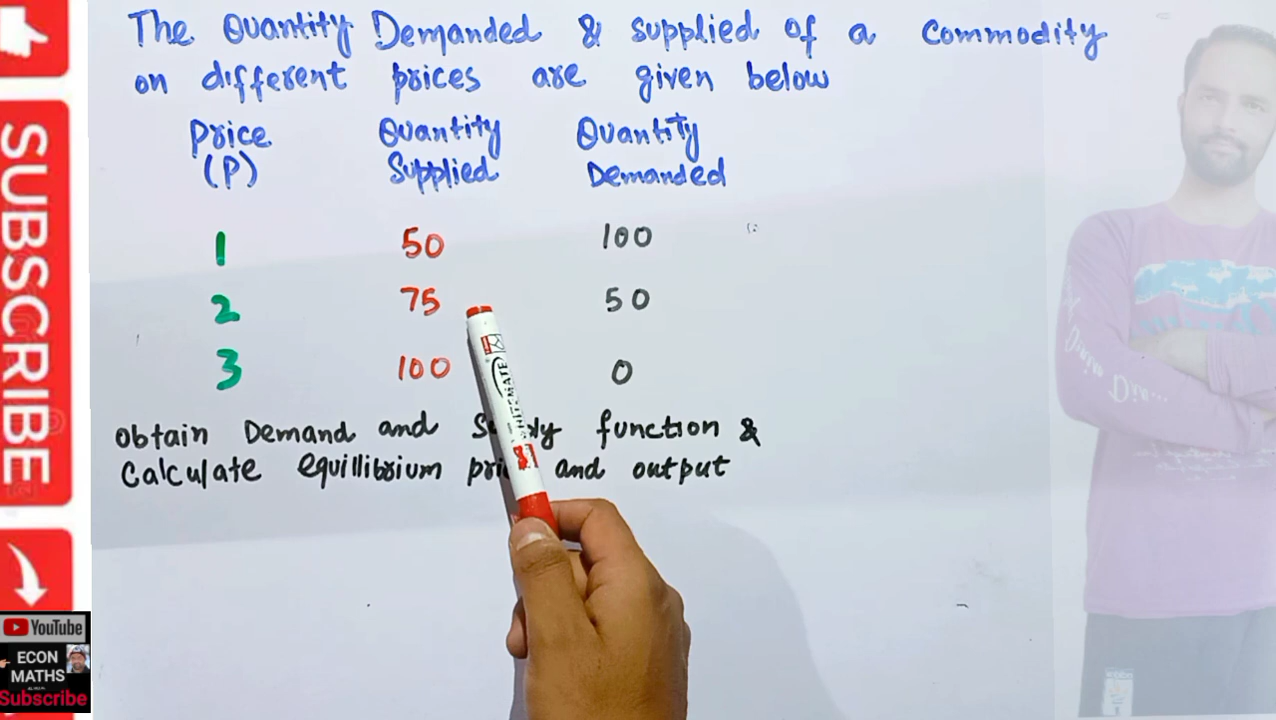 The Quantity Demanded & supplied of a Commodity
on different prices are given below
Price Quantity Quantity
(P) Supplied Demanded
1 50 100
2 75 50
3 100 0
Obtain Demand and function &
Calculate equillibrium and output
SUBSCRIBE
YouTube
ECON
MATHS
Subscribe